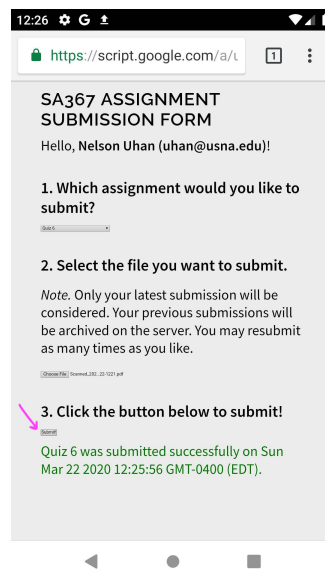 12:26 G
https://script.google.com/a/u
1
SA367 ASSIGNMENT
SUBMISSION FORM
Hello, Nelson Uhan (uhan@usna.edu)!
1. Which assignment would you like to
submit?
Quiz 6
2. Select the file you want to submit.
Note. Only your latest submission will be
considered. Your previous submissions will
be archived on the server. You may resubmit
as many times as you like.
Choose File Scanned_202...22-1221.pdf
3. Click the button below to submit!
Submit!
Quiz 6 was submitted successfully on Sun
Mar 22 2020 12:25:56 GMT-0400 (EDT).